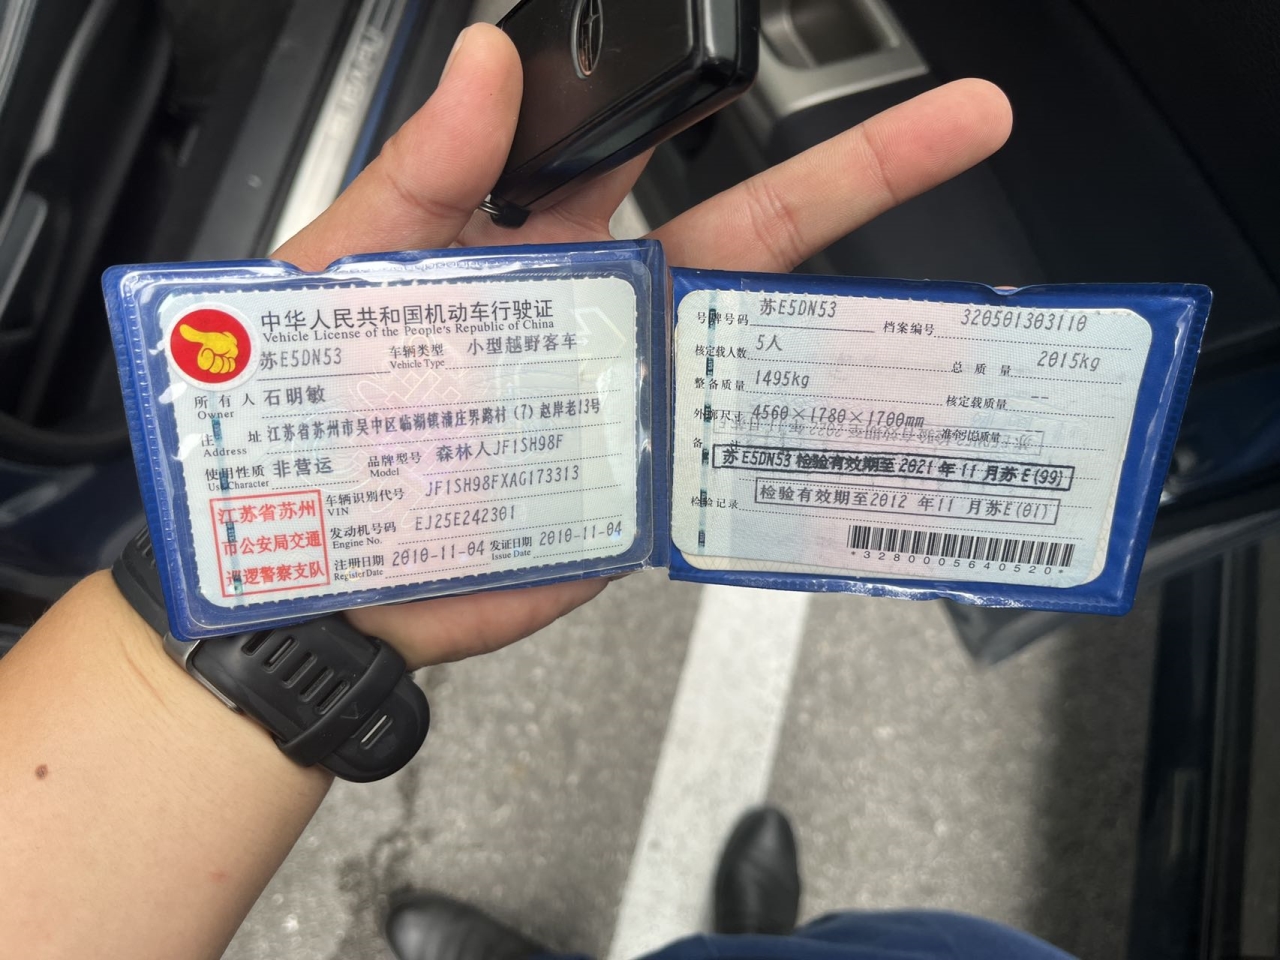 SUBARU
中华人民共和国机动车行驶证
Vehicle License of the People's Republic of China
苏E5DN53 车辆类型 小型越野客车
Vehicle Type
所有人 石明敏
Owner
住址 江苏省苏州市吴中区临湖镇浦庄界路村(7)赵岸老13号
Address
使用性质 非营运 品牌型号 森林人JF1SH98F
Use Character Model
江苏省苏州
市公安局交通
巡逻警察支队
车辆识别代号 JF1SH98FXAG173313
VIN
发动机号码 EJ25E242301
Engine No.
注册日期 2010-11-04 发证日期 2010-11-04
Register Date Issue Date
号牌号码 苏E5DN53 档案编号 320501303110
核定载人数 5人 总质量 2015kg
整备质量 1495kg 核定载质量 --
外廓尺寸 4560×1780×1700mm 准牵引总质量
备注
苏E5DN53 检验有效期至 2021 年 11 月苏E(99)
检验记录 检验有效期至2012 年11 月苏E(01)
*3280005640520*